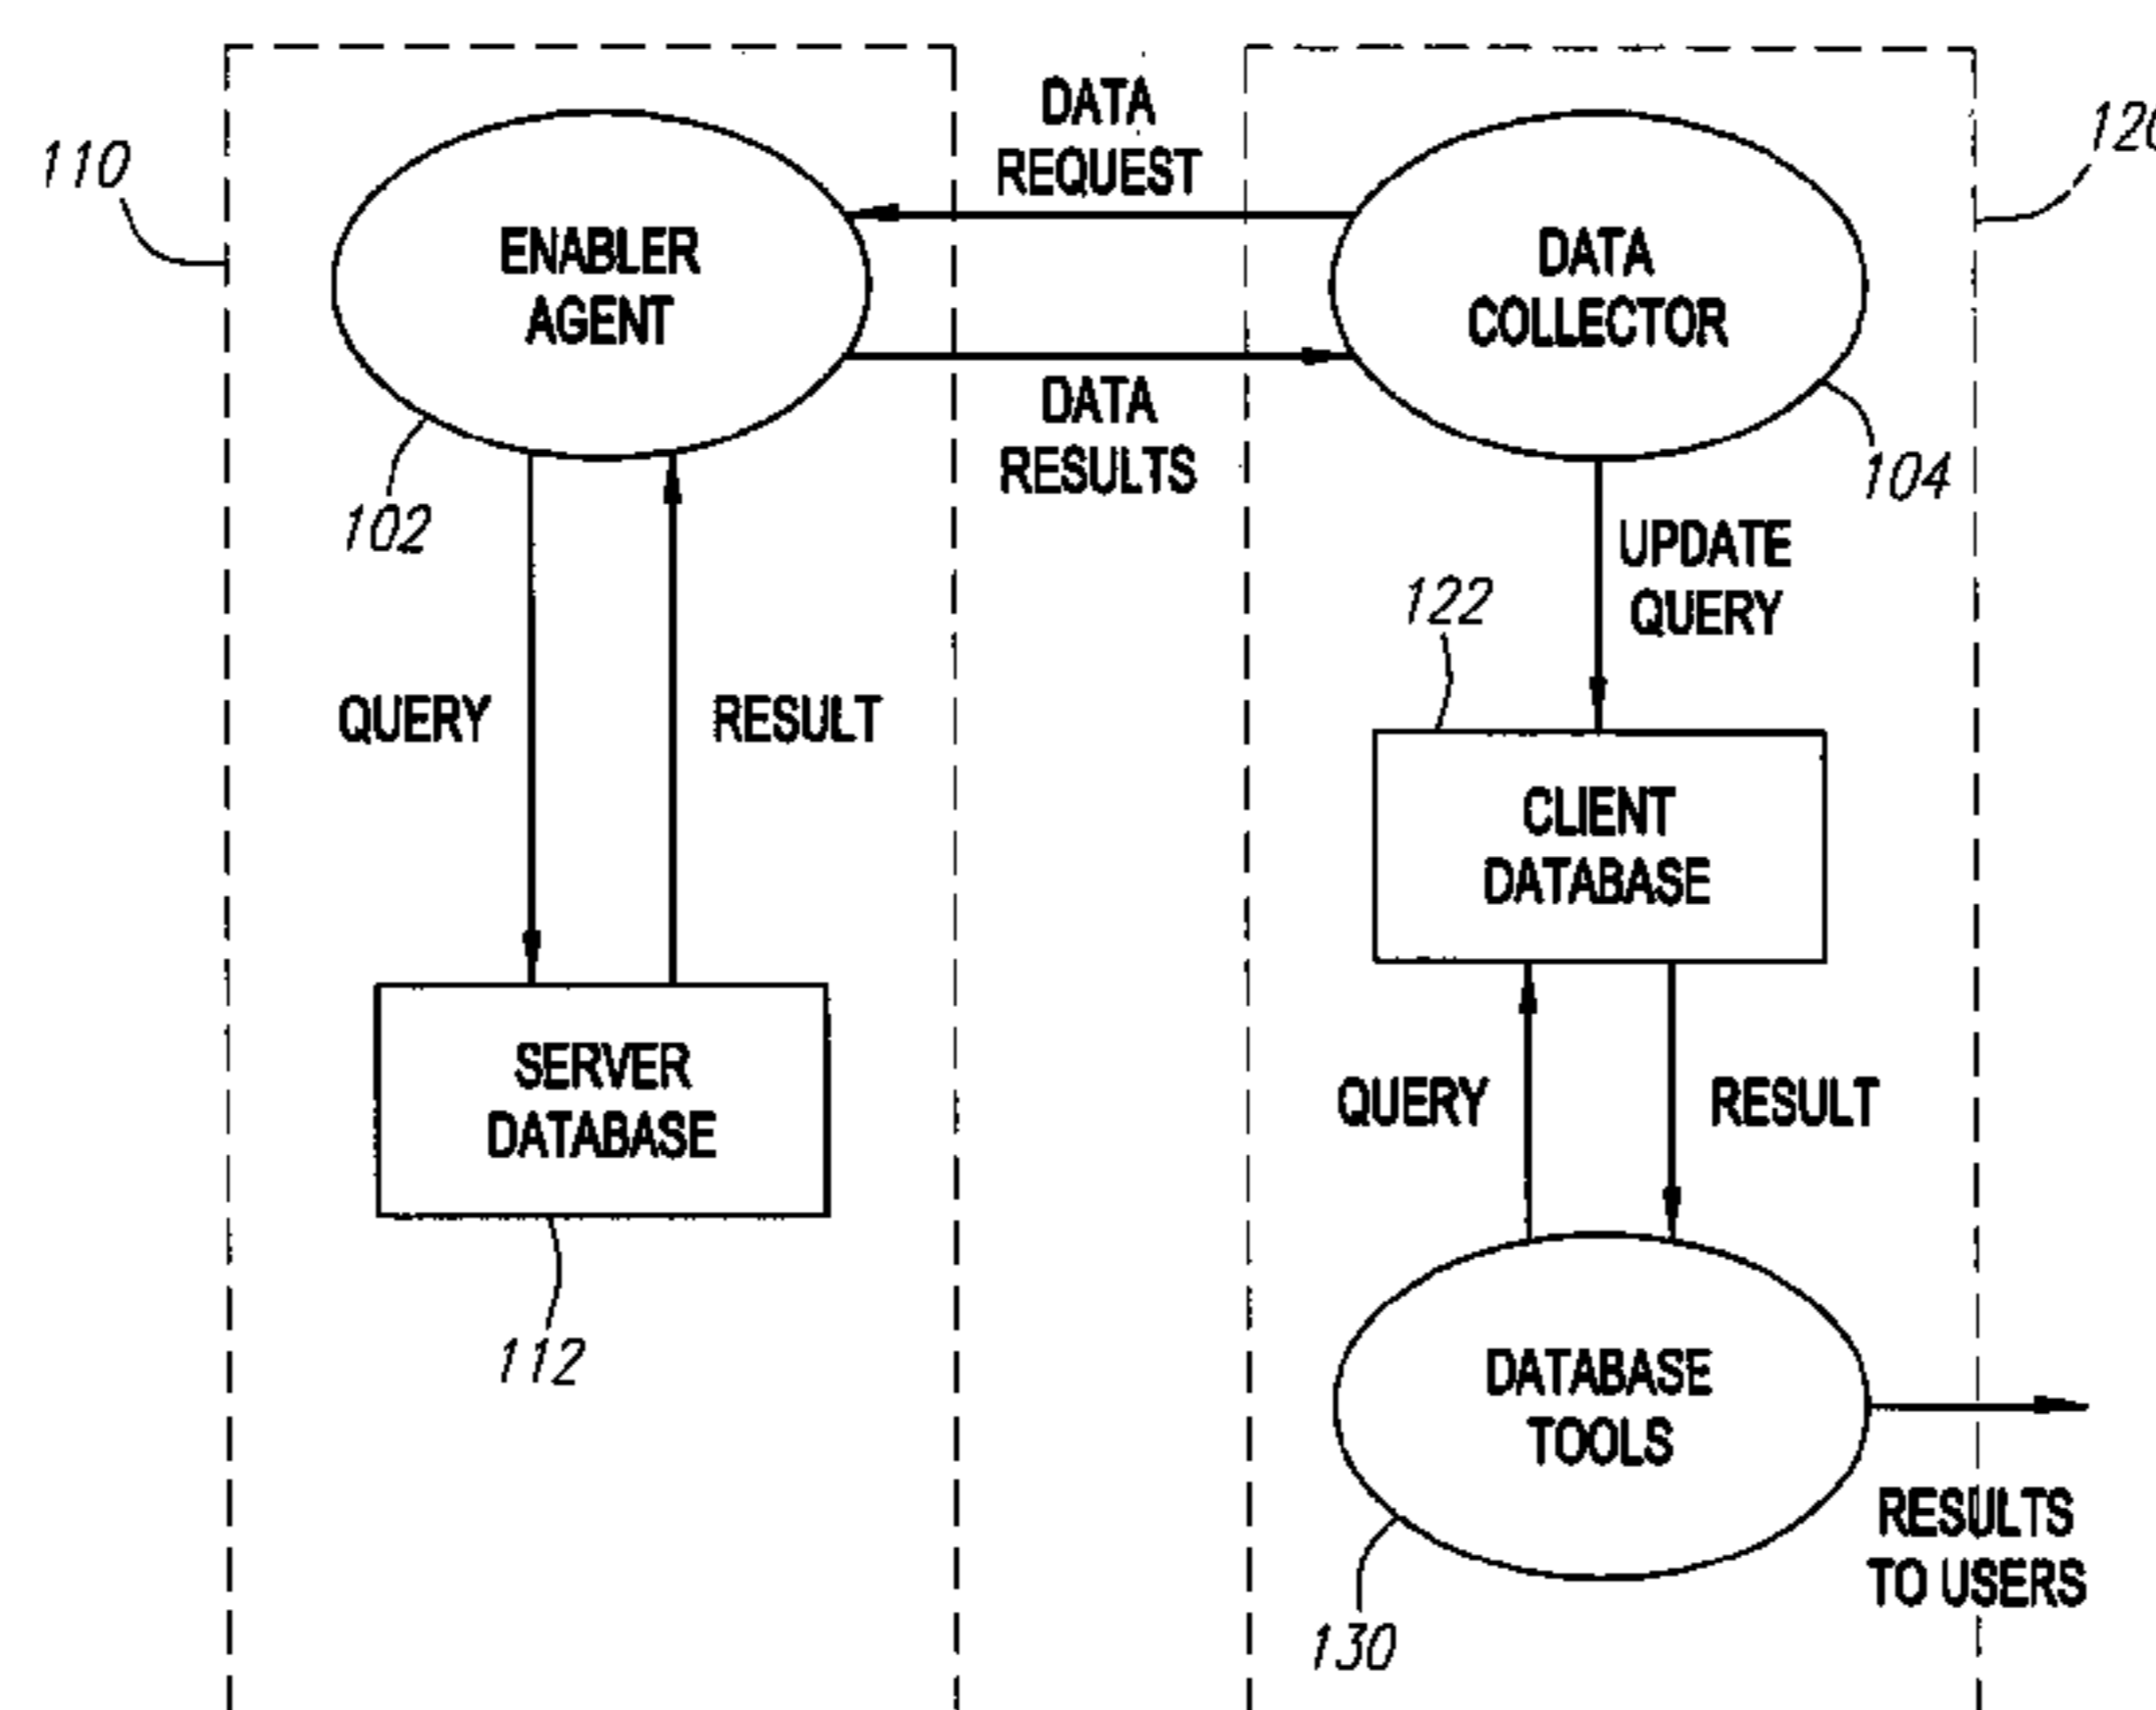 110
120
DATA
REQUEST
ENABLER
AGENT
DATA
COLLECTOR
DATA
RESULTS
102
104
UPDATE
QUERY
122
QUERY
RESULT
CLIENT
DATABASE
SERVER
DATABASE
QUERY
RESULT
112
DATABASE
TOOLS
RESULTS
TO USERS
130